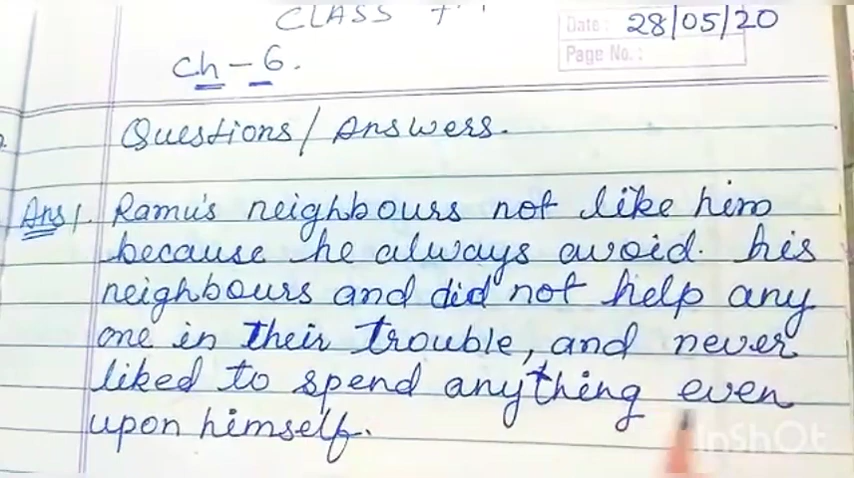 CLASS 7
Date: 28/05/20
Page No.:
Ch-6.
Questions/Answers.
Ans 1. Ramu's neighbours not like him
because he always avoid. his
neighbours and did not help any
one in their trouble, and never
liked to spend anything even
upon himself.
InShOt